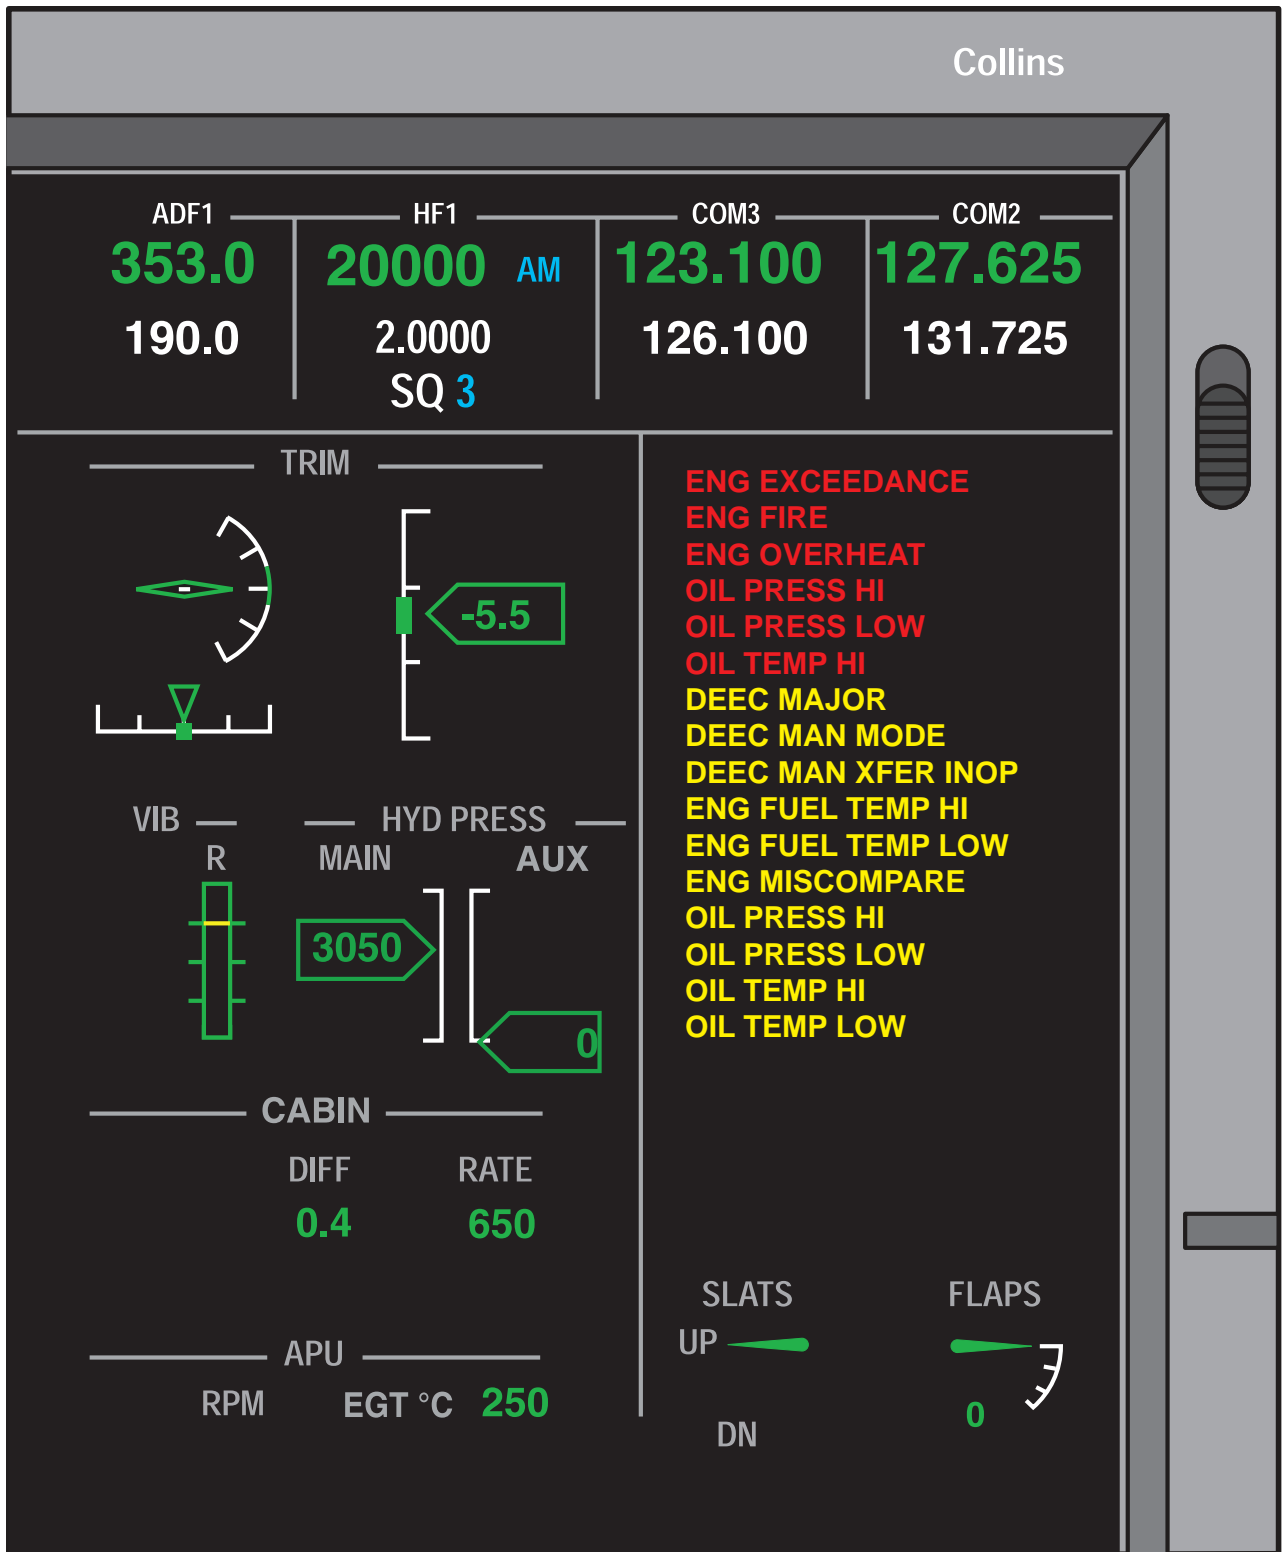 Collins
ADF1 HF1 COM3 COM2
353.0 20000 AM 123.100 127.625
190.0 2.0000 126.100 131.725
SQ 3
TRIM
-5.5
VIB HYD PRESS
R MAIN AUX
3050
0
CABIN
DIFF RATE
0.4 650
APU
RPM EGT °C 250
ENG EXCEEDANCE
ENG FIRE
ENG OVERHEAT
OIL PRESS HI
OIL PRESS LOW
OIL TEMP HI
DEEC MAJOR
DEEC MAN MODE
DEEC MAN XFER INOP
ENG FUEL TEMP HI
ENG FUEL TEMP LOW
ENG MISCOMPARE
OIL PRESS HI
OIL PRESS LOW
OIL TEMP HI
OIL TEMP LOW
SLATS FLAPS
UP
0
DN